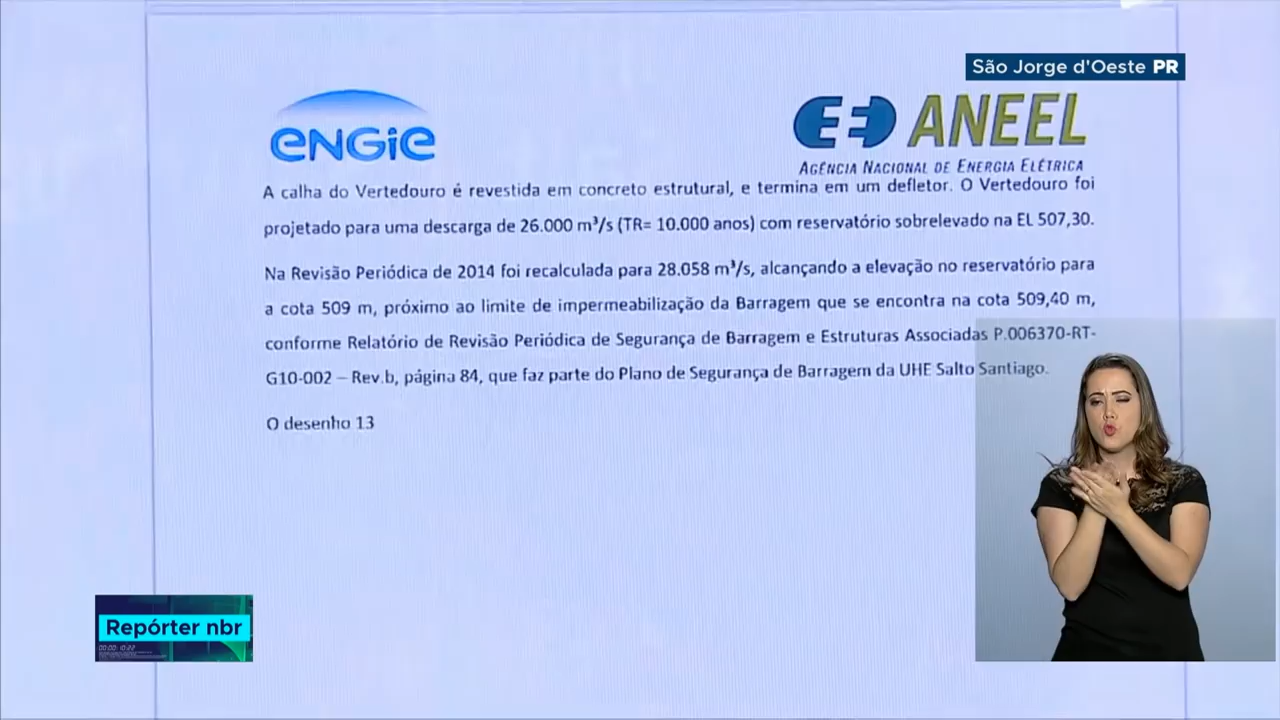 São Jorge d'Oeste PR
ENGIE
ANEEL
AGÊNCIA NACIONAL DE ENERGIA ELÉTRICA
A calha do Vertedouro é revestida em concreto estrutural, e termina em um defletor. O Vertedouro foi
projetado para uma descarga de 26.000 m³/s (TR= 10.000 anos) com reservatório sobrelevado na EL 507,30.
Na Revisão Periódica de 2014 foi recalculada para 28.058 m³/s, alcançando a elevação no reservatório para
a cota 509 m, próximo ao limite de impermeabilização da Barragem que se encontra na cota 509,40 m,
conforme Relatório de Revisão Periódica de Segurança de Barragem e Estruturas Associadas P.006370-RT-
G10-002 – Rev.b, página 84, que faz parte do Plano de Segurança de Barragem da UHE Salto Santiago.
O desenho 13
Repórter nbr